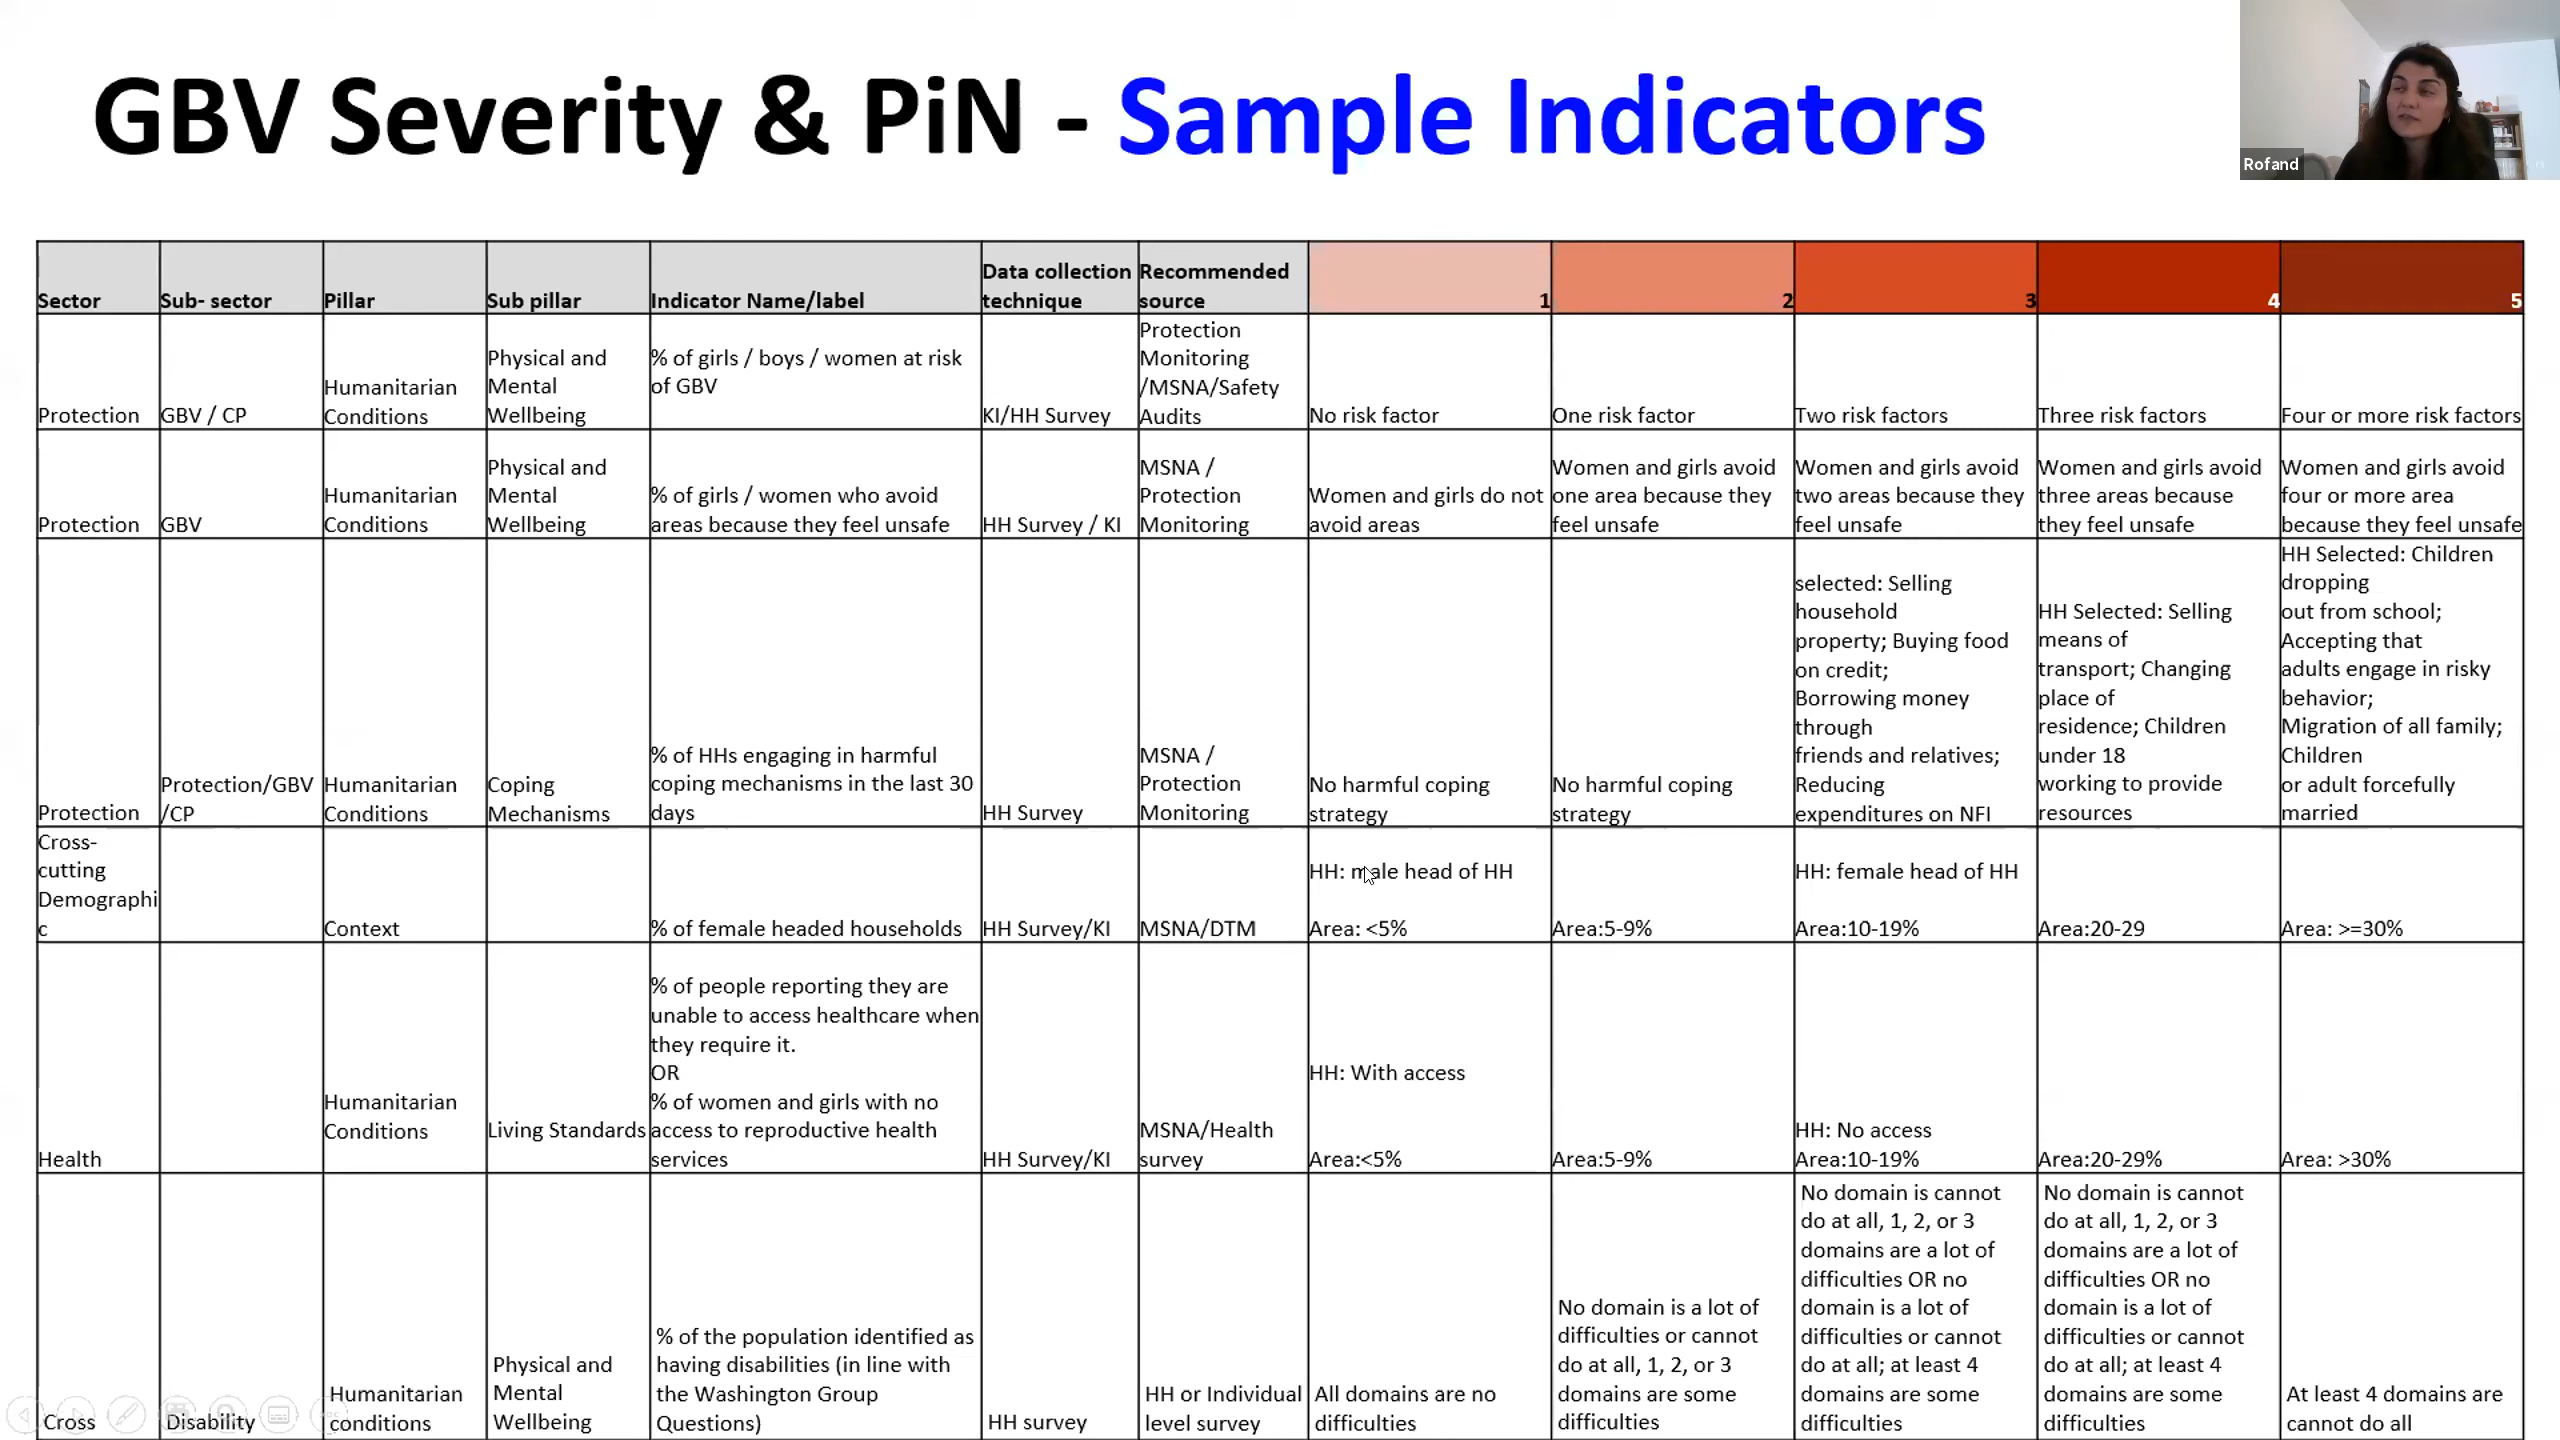 GBV Severity & PiN - Sample Indicators
Rofand
Sector
Sub- sector
Pillar
Sub pillar
Indicator Name/label
Data collection
technique
Recommended
source
1
2
3
4
5
Protection
GBV / CP
Humanitarian
Conditions
Physical and
Mental
Wellbeing
% of girls / boys / women at risk
of GBV
KI/HH Survey
Protection
Monitoring
/MSNA/Safety
Audits
No risk factor
One risk factor
Two risk factors
Three risk factors
Four or more risk factors
Protection
GBV
Humanitarian
Conditions
Physical and
Mental
Wellbeing
% of girls / women who avoid
areas because they feel unsafe
HH Survey / KI
MSNA /
Protection
Monitoring
Women and girls do not
avoid areas
Women and girls avoid
one area because they
feel unsafe
Women and girls avoid
two areas because they
feel unsafe
Women and girls avoid
three areas because
they feel unsafe
Women and girls avoid
four or more area
because they feel unsafe
Protection
Protection/GBV
/CP
Humanitarian
Conditions
Coping
Mechanisms
% of HHs engaging in harmful
coping mechanisms in the last 30
days
HH Survey
MSNA /
Protection
Monitoring
No harmful coping
strategy
No harmful coping
strategy
selected: Selling
household
property; Buying food
on credit;
Borrowing money
through
friends and relatives;
Reducing
expenditures on NFI
HH Selected: Selling
means of
transport; Changing
place of
residence; Children
under 18
working to provide
resources
HH Selected: Children
dropping
out from school;
Accepting that
adults engage in risky
behavior;
Migration of all family;
Children
or adult forcefully
married
Cross-
cutting
Demographi
c
Context
% of female headed households
HH Survey/KI
MSNA/DTM
HH: male head of HH
Area: <5%
Area:5-9%
HH: female head of HH
Area:10-19%
Area:20-29
Area: >=30%
Health
Humanitarian
Conditions
Living Standards
% of people reporting they are
unable to access healthcare when
they require it.
OR
% of women and girls with no
access to reproductive health
services
HH Survey/KI
MSNA/Health
survey
HH: With access
Area:<5%
Area:5-9%
HH: No access
Area:10-19%
Area:20-29%
Area: >30%
Cross
Disability
Humanitarian
conditions
Physical and
Mental
Wellbeing
% of the population identified as
having disabilities (in line with
the Washington Group
Questions)
HH survey
HH or Individual
level survey
All domains are no
difficulties
No domain is a lot of
difficulties or cannot
do at all, 1, 2, or 3
domains are some
difficulties
No domain is cannot
do at all, 1, 2, or 3
domains are a lot of
difficulties OR no
domain is a lot of
difficulties or cannot
do at all; at least 4
domains are some
difficulties
No domain is cannot
do at all, 1, 2, or 3
domains are a lot of
difficulties OR no
domain is a lot of
difficulties or cannot
do at all; at least 4
domains are some
difficulties
At least 4 domains are
cannot do all